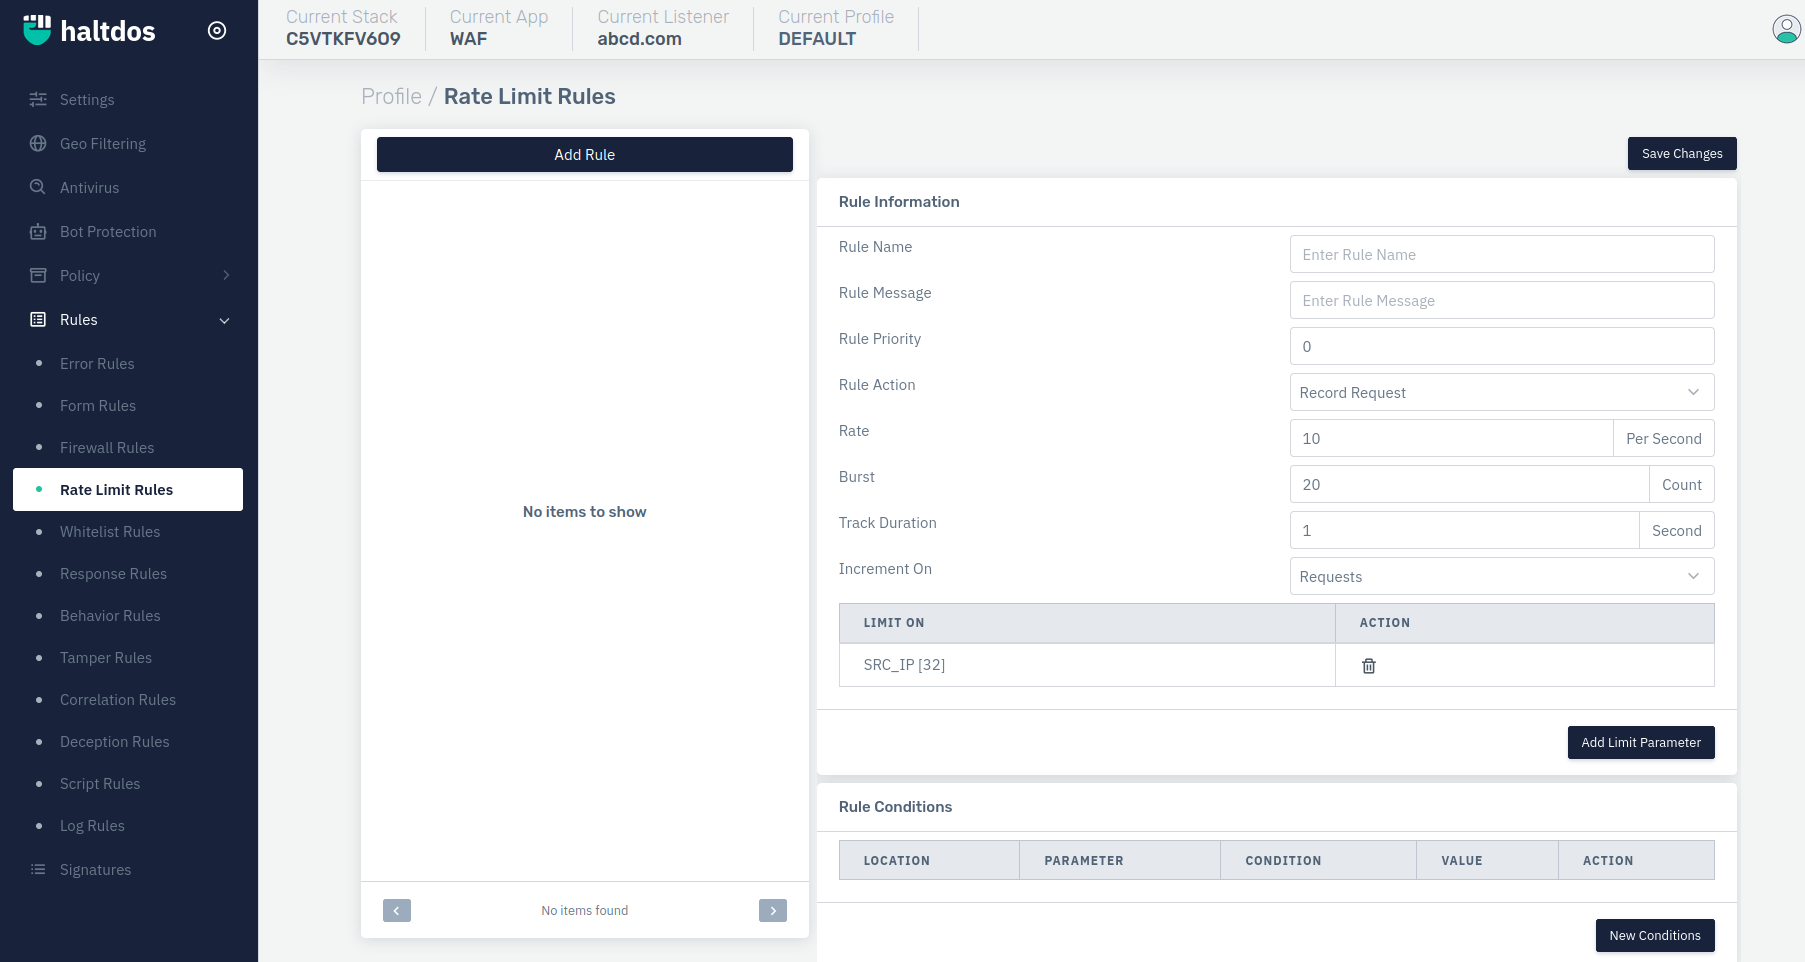 haltdos
Current Stack
C5VTKFV6O9
Current App
WAF
Current Listener
abcd.com
Current Profile
DEFAULT
Settings
Geo Filtering
Antivirus
Bot Protection
Policy
Rules
Error Rules
Form Rules
Firewall Rules
Rate Limit Rules
Whitelist Rules
Response Rules
Behavior Rules
Tamper Rules
Correlation Rules
Deception Rules
Script Rules
Log Rules
Signatures
Profile / Rate Limit Rules
Add Rule
No items to show
No items found
Save Changes
Rule Information
Rule Name Enter Rule Name
Rule Message Enter Rule Message
Rule Priority 0
Rule Action Record Request
Rate 10 Per Second
Burst 20 Count
Track Duration 1 Second
Increment On Requests
LIMIT ON ACTION
SRC_IP [32]
Add Limit Parameter
Rule Conditions
LOCATION PARAMETER CONDITION VALUE ACTION
New Conditions